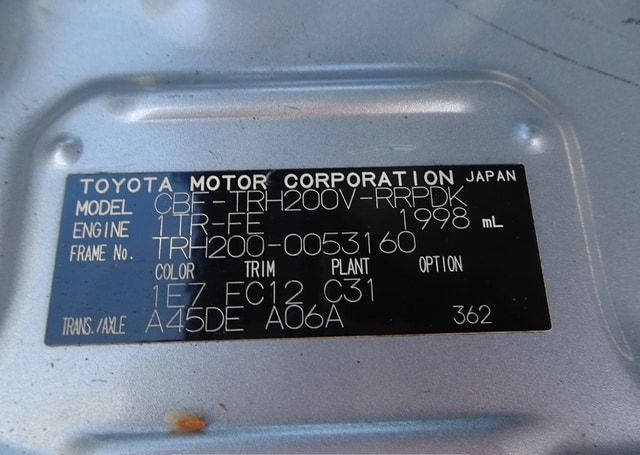 TOYOTA MOTOR CORPORATION JAPAN
MODEL CBF-TRH200V-RRPDK
ENGINE 1TR-FE 1998 mL
FRAME No. TRH200-0053160
COLOR TRIM PLANT OPTION
1E7 FC12 C31
TRANS./AXLE A45DE A06A 362